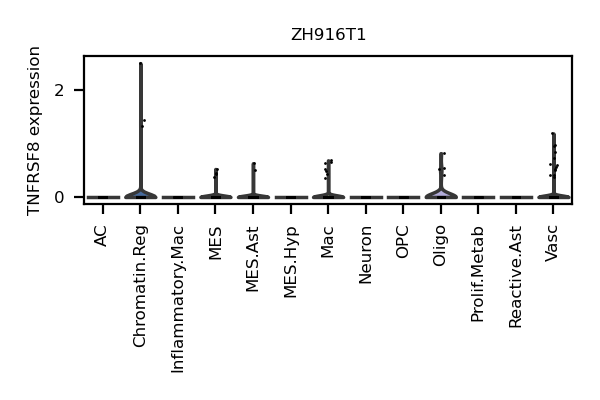 ZH916T1
TNFRSF8 expression
2
0
AC
Chromatin.Reg
Inflammatory.Mac
MES
MES.Ast
MES.Hyp
Mac
Neuron
OPC
Oligo
Prolif.Metab
Reactive.Ast
Vasc